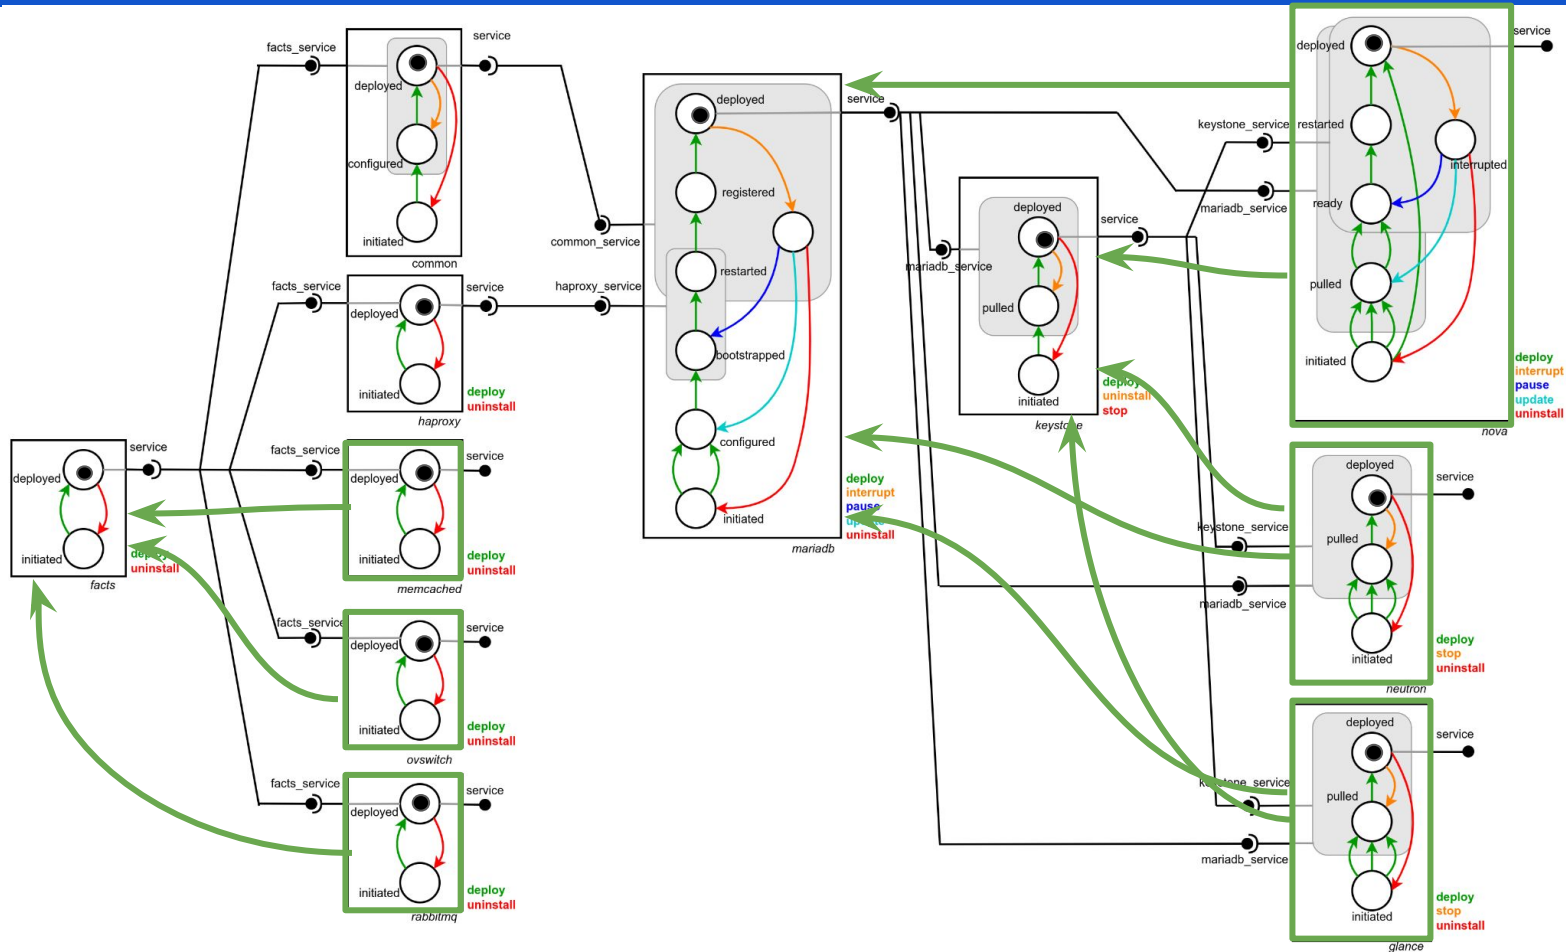 facts_service
service
deployed
configured
initiated
common
facts_service
service
deployed
initiated
deploy
uninstall
haproxy
service
deployed
initiated
uninstall
facts
facts_service
service
deployed
initiated
deploy
uninstall
memcached
facts_service
service
deployed
initiated
deploy
uninstall
ovswitch
facts_service
service
deployed
initiated
deploy
uninstall
rabbitmq
common_service
haproxy_service
deployed
registered
restarted
bootstrapped
configured
initiated
service
deploy
interrupt
pause
uninstall
mariadb
mariadb_service
deployed
pulled
initiated
service
deploy
uninstall
stop
keystone
keystone_service
mariadb_service
deployed
restarted
interrupted
ready
pulled
initiated
service
deploy
interrupt
pause
update
uninstall
nova
keystone_service
mariadb_service
deployed
pulled
initiated
service
deploy
stop
uninstall
neutron
keystone_service
mariadb_service
deployed
pulled
initiated
service
deploy
stop
uninstall
glance